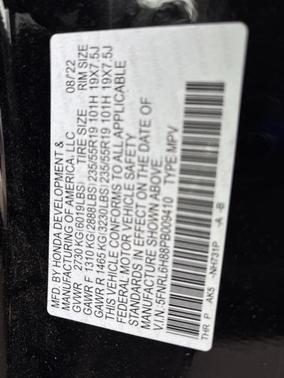 MFD. BY HONDA DEVELOPMENT &
MANUFACTURING OF AMERICA, LLC 08/22
GVWR 2730 KG(6019LBS) TIRE SIZE RIM SIZE
GAWR F 1310 KG(2888LBS) 235/55R19 101H 19X7.5J
GAWR R 1465 KG(3230LBS) 235/55R19 101H 19X7.5J
THIS VEHICLE CONFORMS TO ALL APPLICABLE
FEDERAL MOTOR VEHICLE SAFETY
STANDARDS IN EFFECT ON THE DATE OF
MANUFACTURE SHOWN ABOVE.
V.I.N. 5FNRL6H88PB009410 TYPE:MPV
THR P AK5 NH731P -A -B